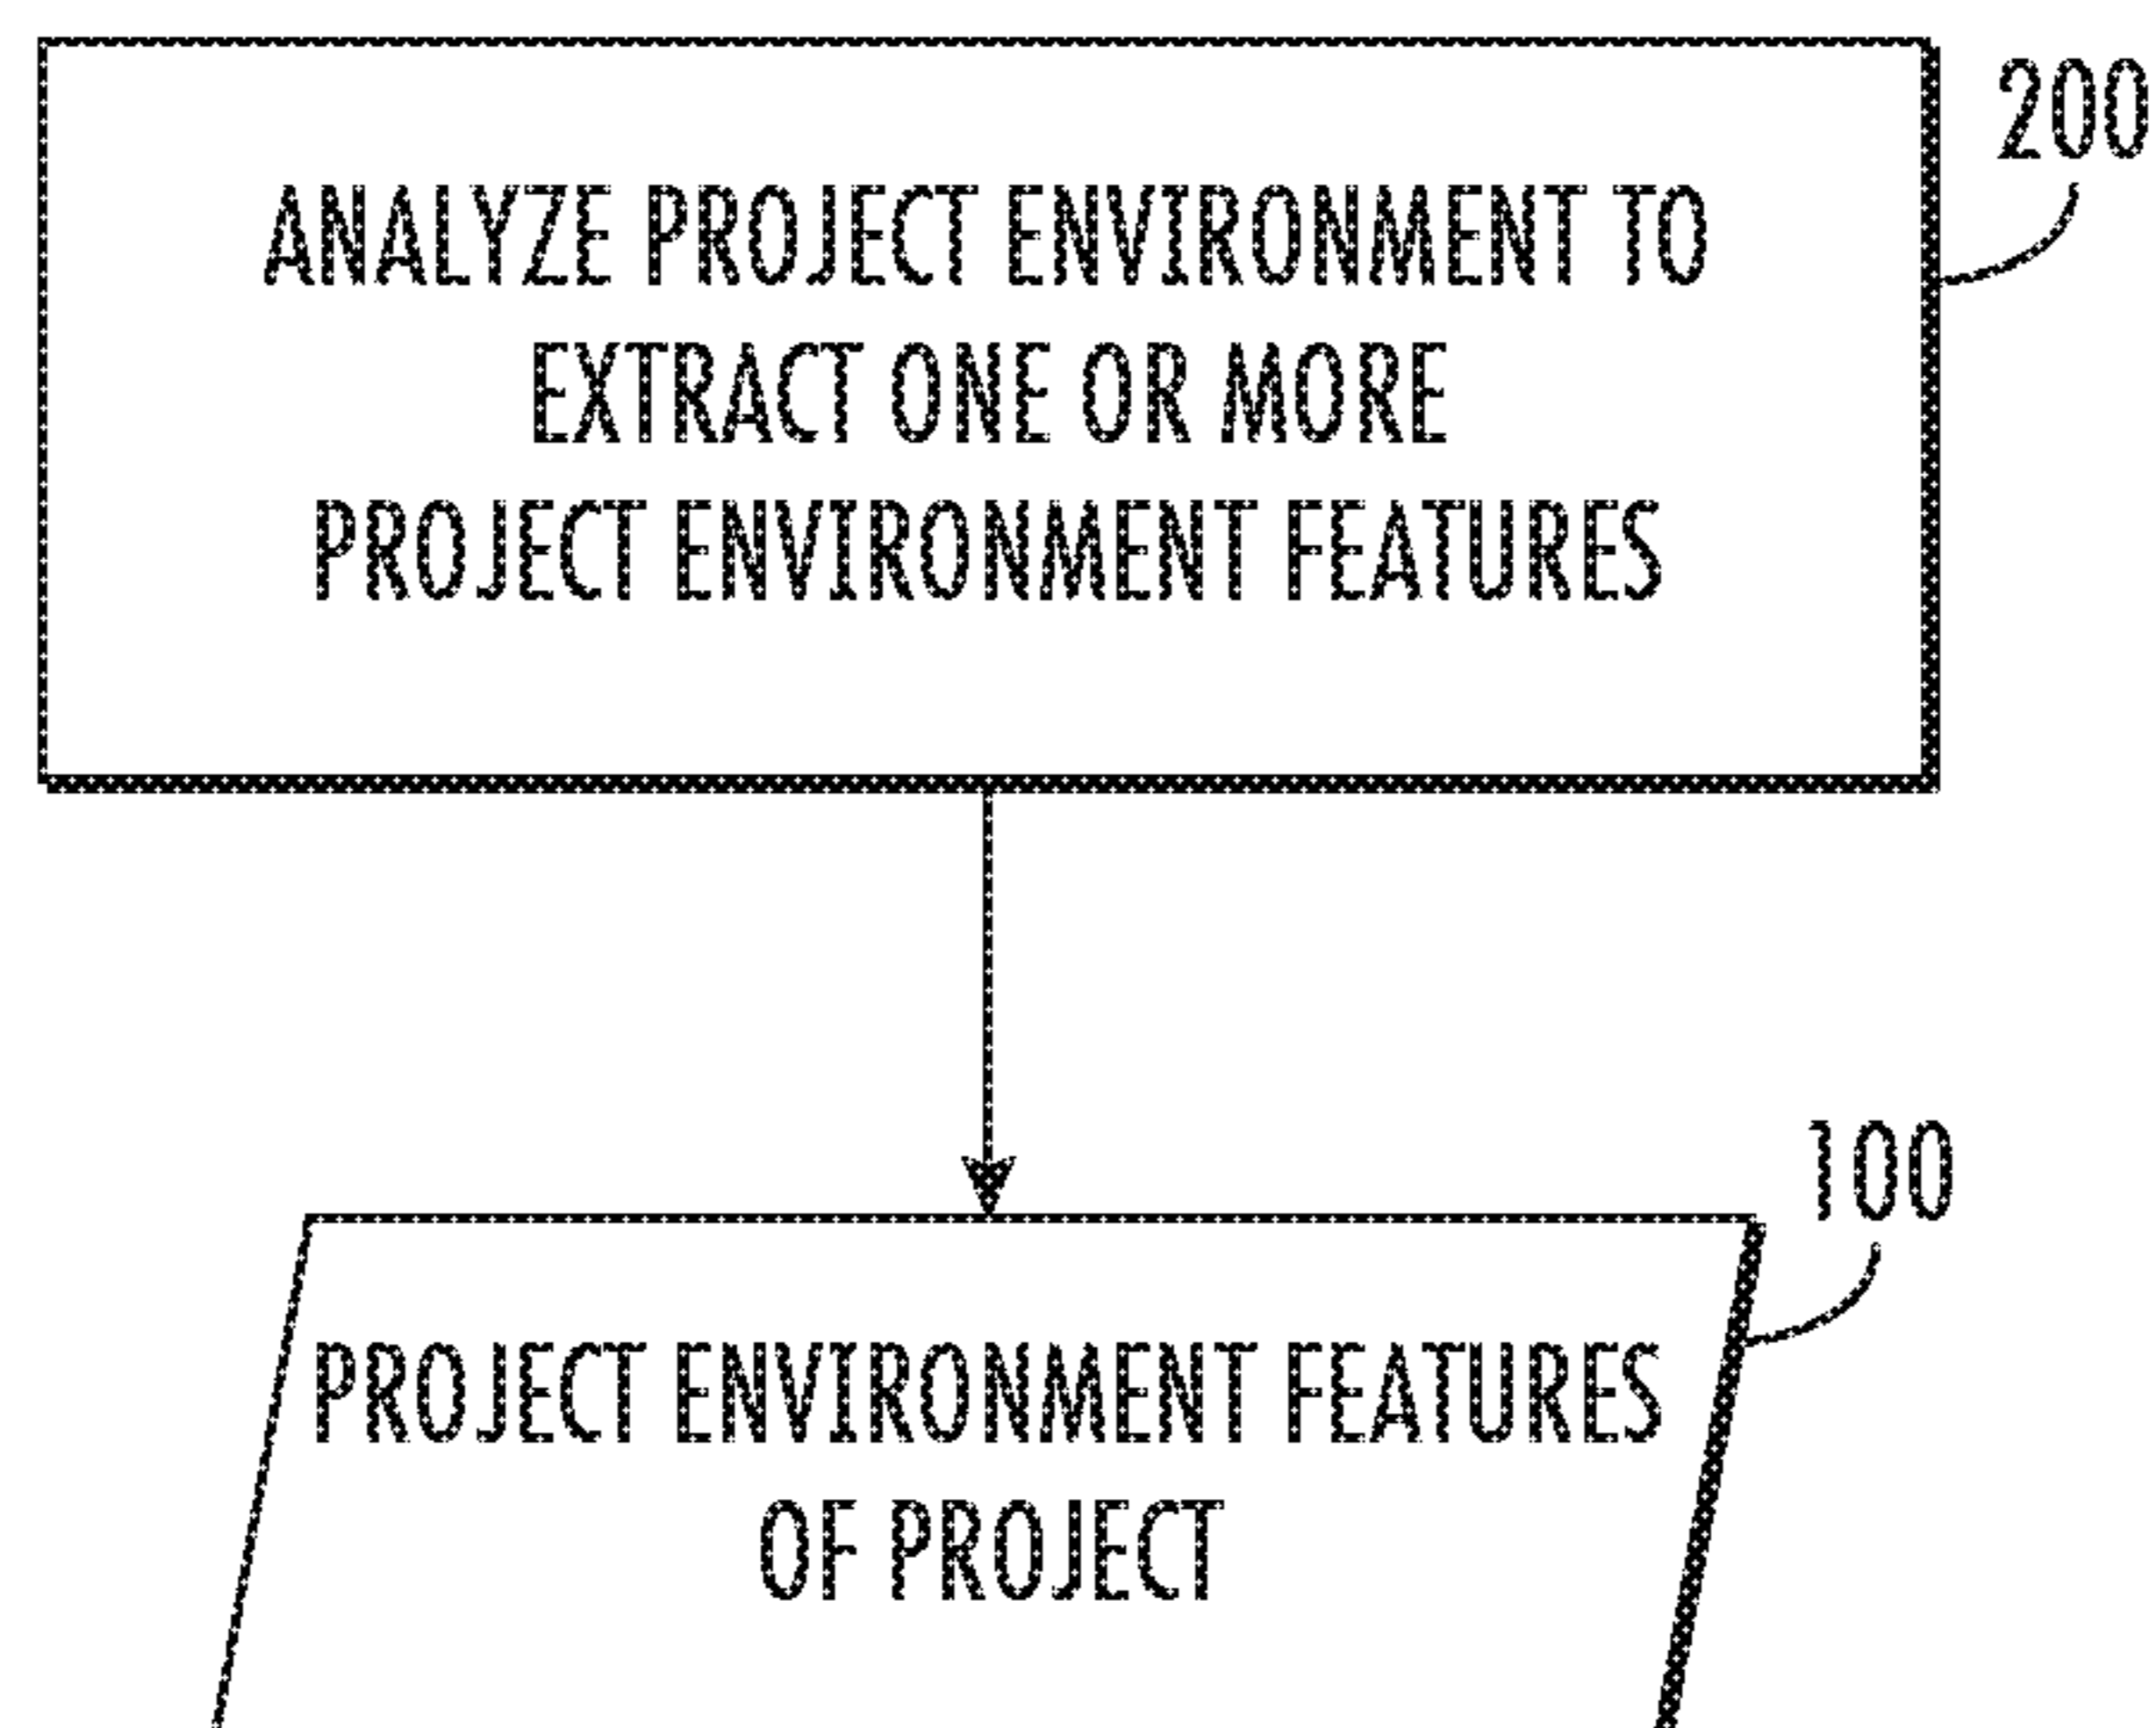 200
ANALYZE PROJECT ENVIRONMENT TO
EXTRACT ONE OR MORE
PROJECT ENVIRONMENT FEATURES
100
PROJECT ENVIRONMENT FEATURES
OF PROJECT